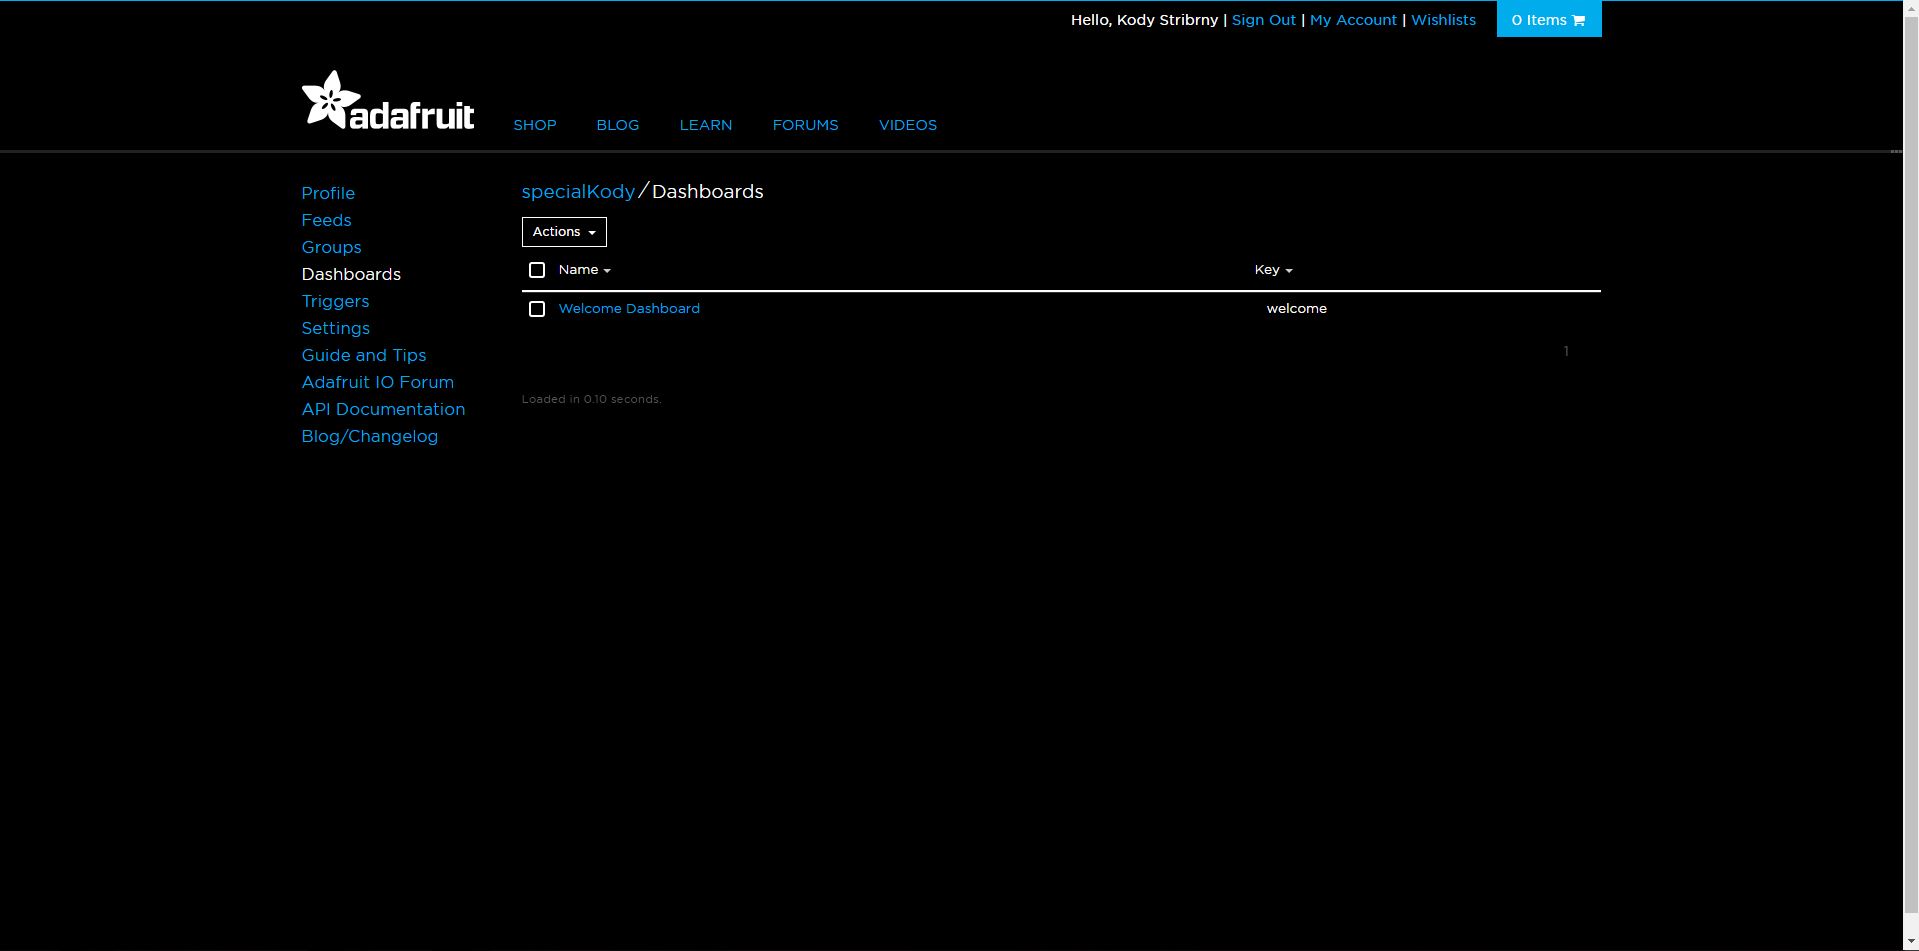 Hello, Kody Stribrny | Sign Out | My Account | Wishlists 0 Items
adafruit SHOP BLOG LEARN FORUMS VIDEOS
Profile
Feeds
Groups
Dashboards
Triggers
Settings
Guide and Tips
Adafruit IO Forum
API Documentation
Blog/Changelog
specialKody/Dashboards
Actions
Name Key
Welcome Dashboard welcome
1
Loaded in 0.10 seconds.